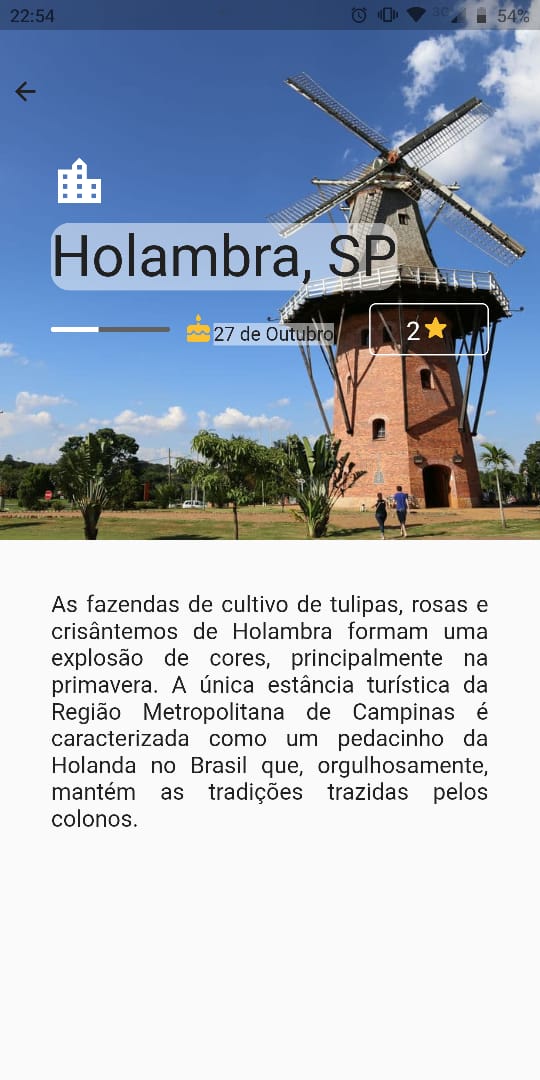 22:54
3G
54%
Holambra, SP
27 de Outubro
2
As fazendas de cultivo de tulipas, rosas e
crisântemos de Holambra formam uma
explosão de cores, principalmente na
primavera. A única estância turística da
Região Metropolitana de Campinas é
caracterizada como um pedacinho da
Holanda no Brasil que, orgulhosamente,
mantém as tradições trazidas pelos
colonos.